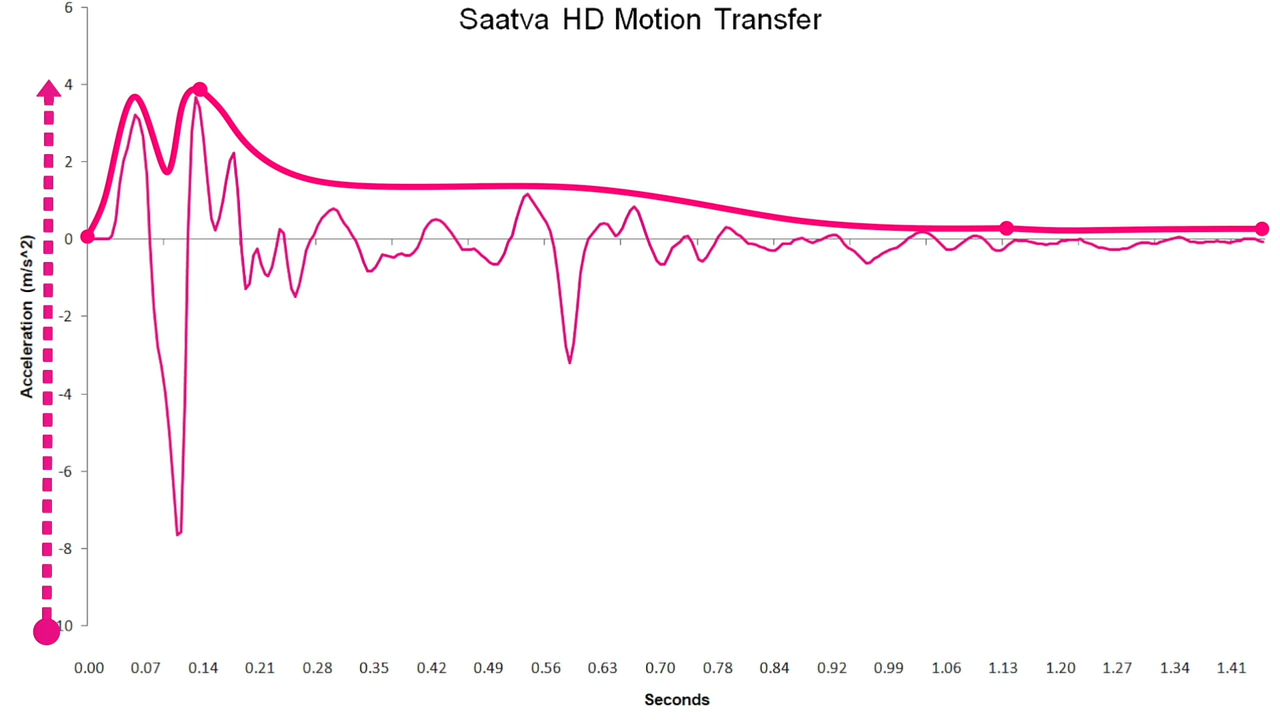 Saatva HD Motion Transfer
6
4
2
0
-2
-4
-6
-8
10
Acceleration (m/s^2)
0.00 0.07 0.14 0.21 0.28 0.35 0.42 0.49 0.56 0.63 0.70 0.78 0.84 0.92 0.99 1.06 1.13 1.20 1.27 1.34 1.41
Seconds